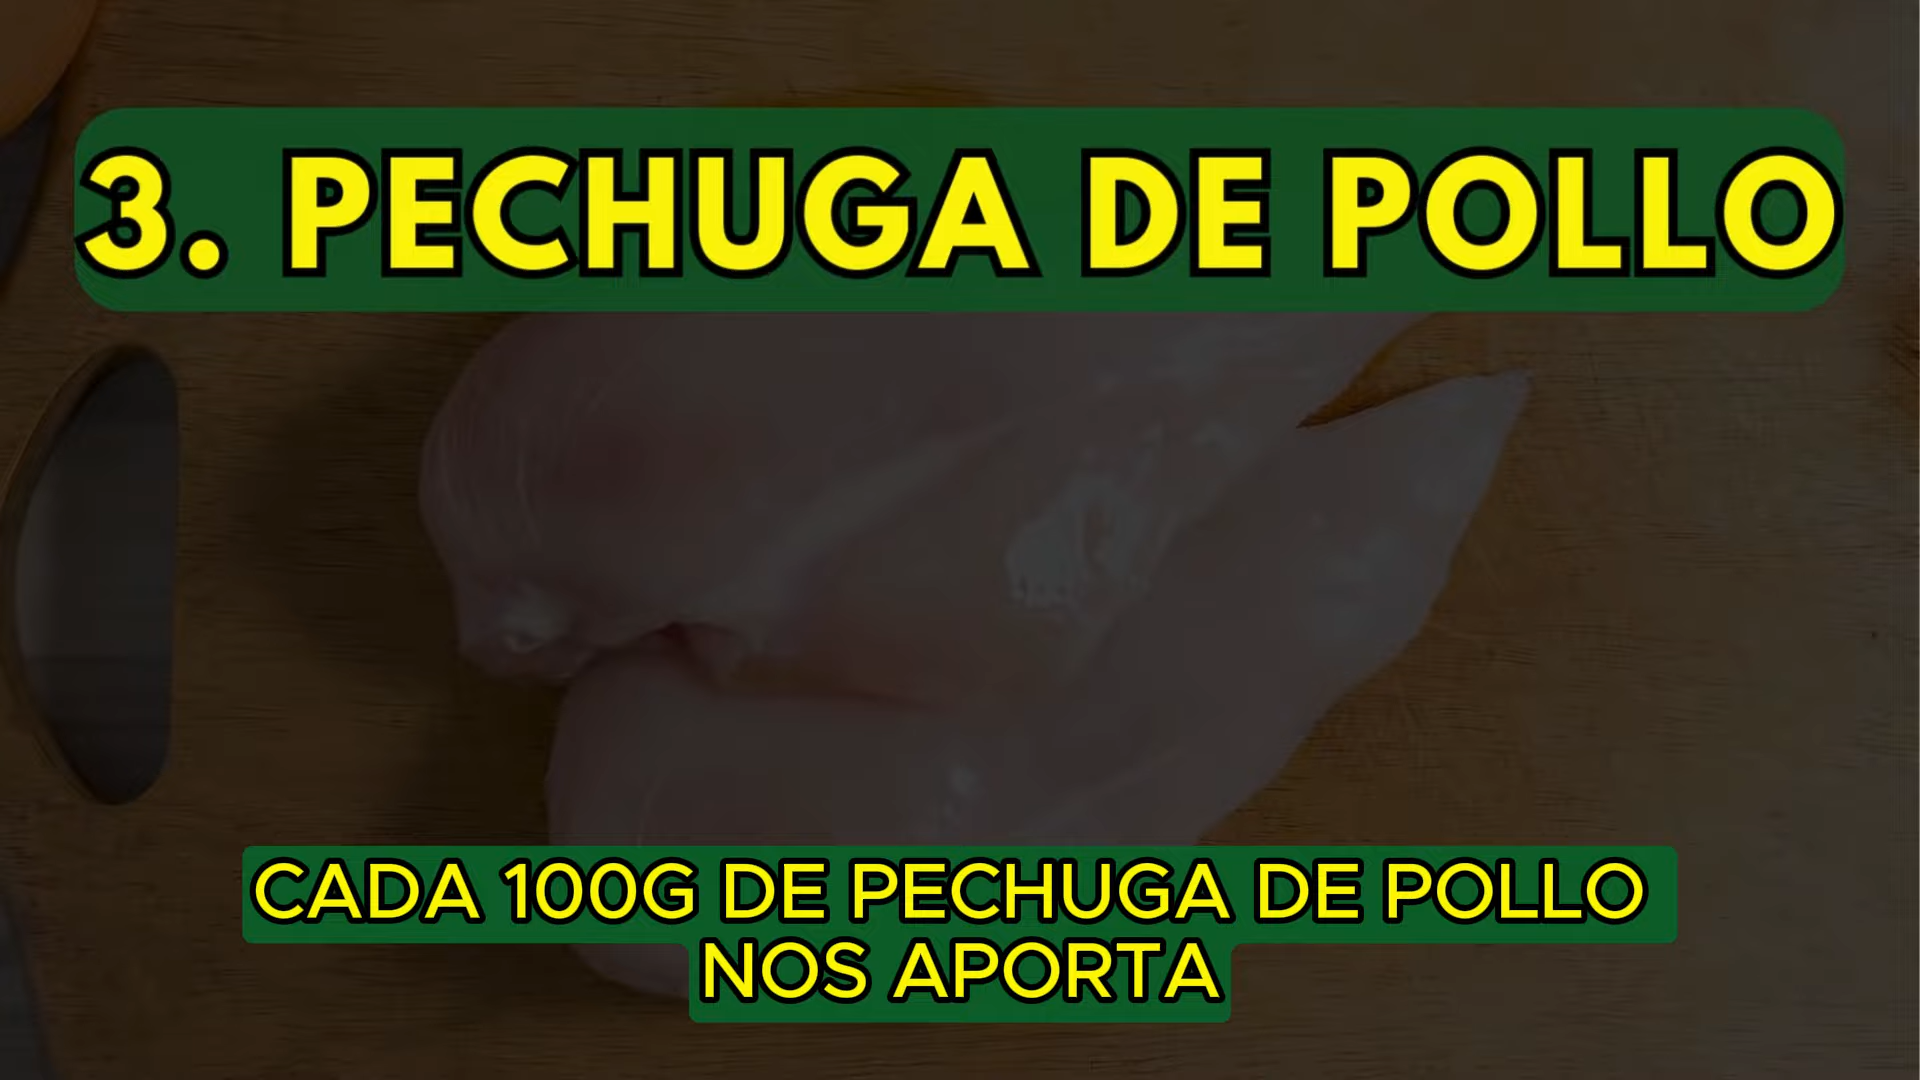 3. PECHUGA DE POLLO
CADA 100G DE PECHUGA DE POLLO
NOS APORTA